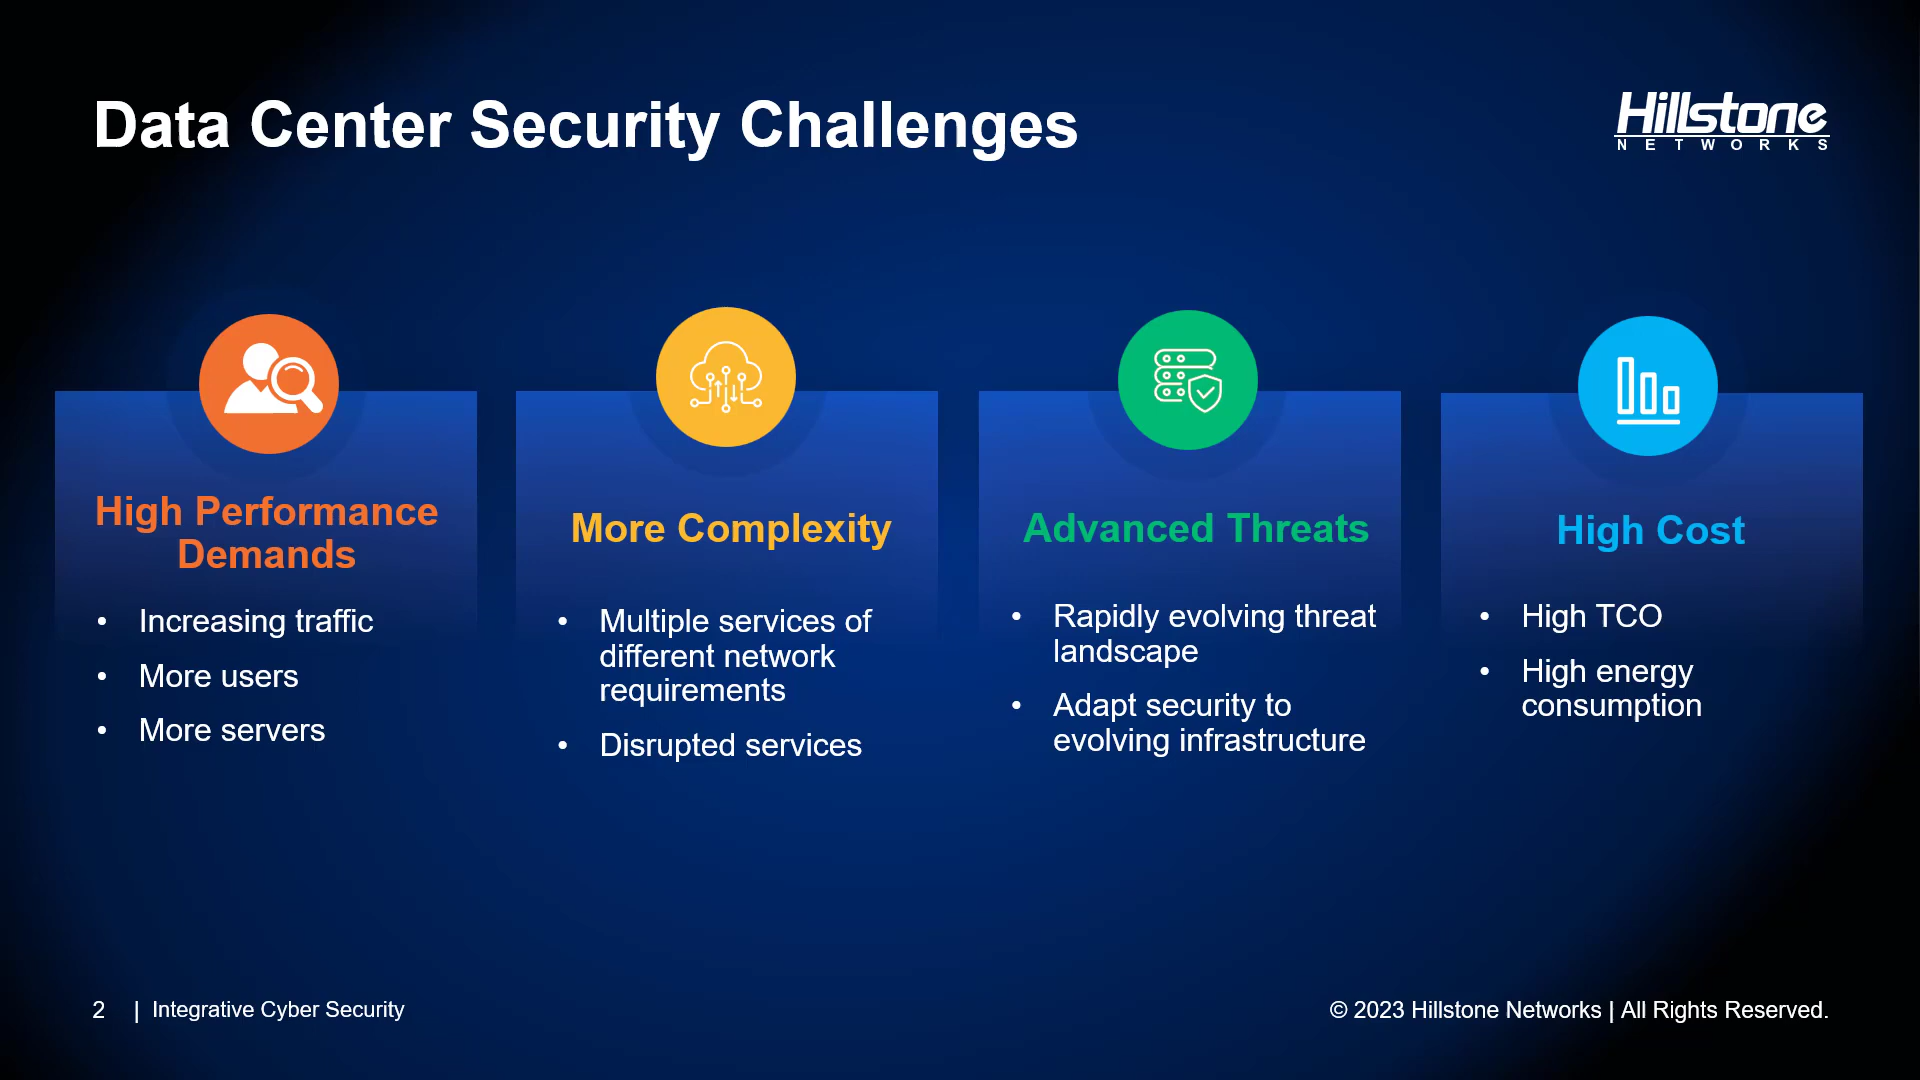 Data Center Security Challenges
Hillstone
NETWORKS
High Performance
Demands
• Increasing traffic
• More users
• More servers
More Complexity
• Multiple services of
different network
requirements
• Disrupted services
Advanced Threats
• Rapidly evolving threat
landscape
• Adapt security to
evolving infrastructure
High Cost
• High TCO
• High energy
consumption
2 | Integrative Cyber Security
© 2023 Hillstone Networks | All Rights Reserved.